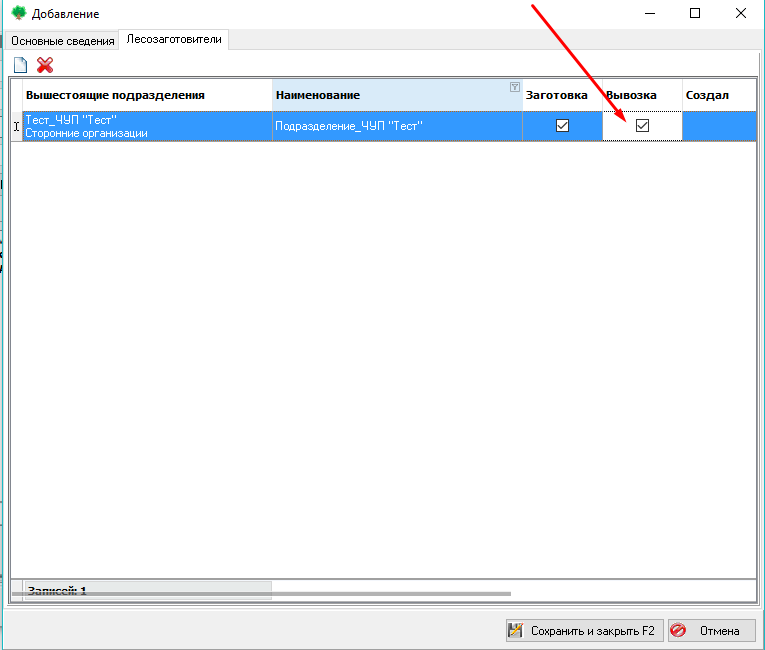 Добавление
Основные сведения Лесозаготовители
Вышестоящие подразделения Наименование Заготовка Вывозка Создал
Тест_ЧУП "Тест"
Сторонние организации
Подразделение_ЧУП "Тест"
Записей: 1
Сохранить и закрыть F2 Отмена